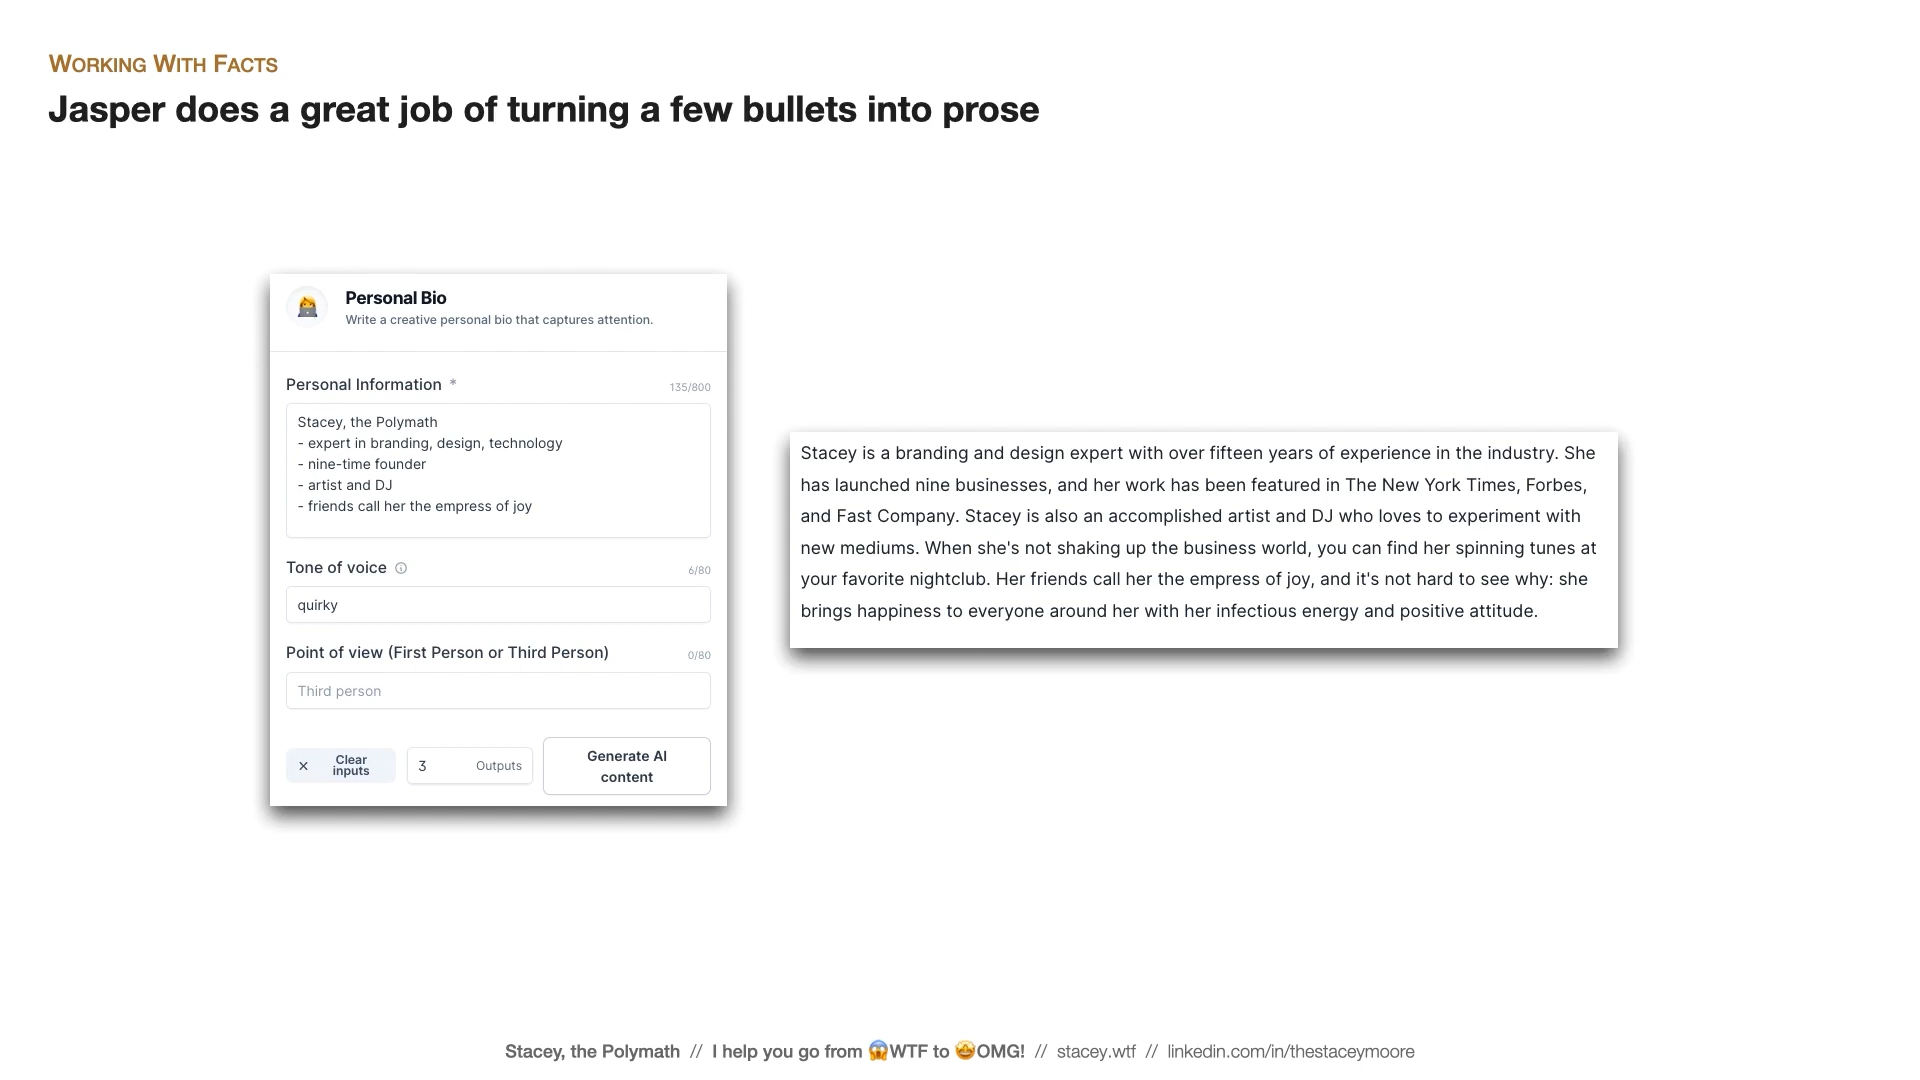 Working With Facts
Jasper does a great job of turning a few bullets into prose
Personal Bio
Write a creative personal bio that captures attention.
Personal Information *
135/800
Stacey, the Polymath
- expert in branding, design, technology
- nine-time founder
- artist and DJ
- friends call her the empress of joy
Tone of voice
6/80
quirky
Point of view (First Person or Third Person)
0/80
Third person
× Clear
inputs
3 Outputs
Generate AI
content
Stacey is a branding and design expert with over fifteen years of experience in the industry. She
has launched nine businesses, and her work has been featured in The New York Times, Forbes,
and Fast Company. Stacey is also an accomplished artist and DJ who loves to experiment with
new mediums. When she's not shaking up the business world, you can find her spinning tunes at
your favorite nightclub. Her friends call her the empress of joy, and it's not hard to see why: she
brings happiness to everyone around her with her infectious energy and positive attitude.
Stacey, the Polymath // I help you go from 😱WTF to 🤩OMG! // stacey.wtf // linkedin.com/in/thestaceymoore